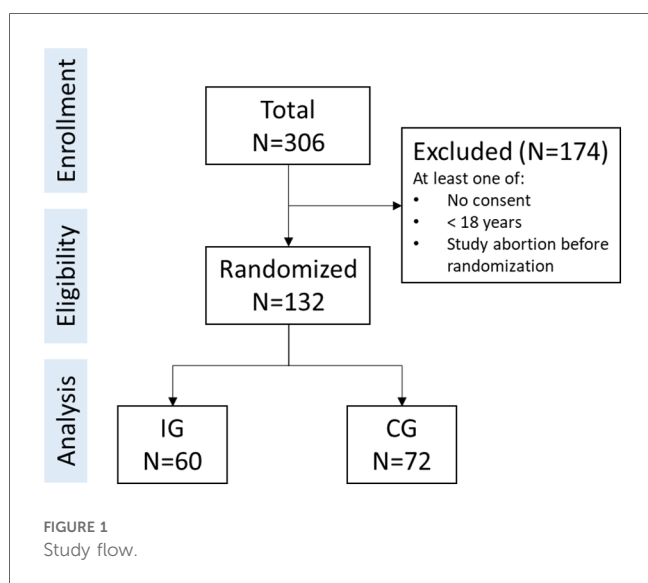 Enrollment
Total
N=306
Excluded (N=174)
At least one of:
• No consent
• < 18 years
• Study abortion before
randomization
Eligibility
Randomized
N=132
Analysis
IG
N=60
CG
N=72
FIGURE 1
Study flow.